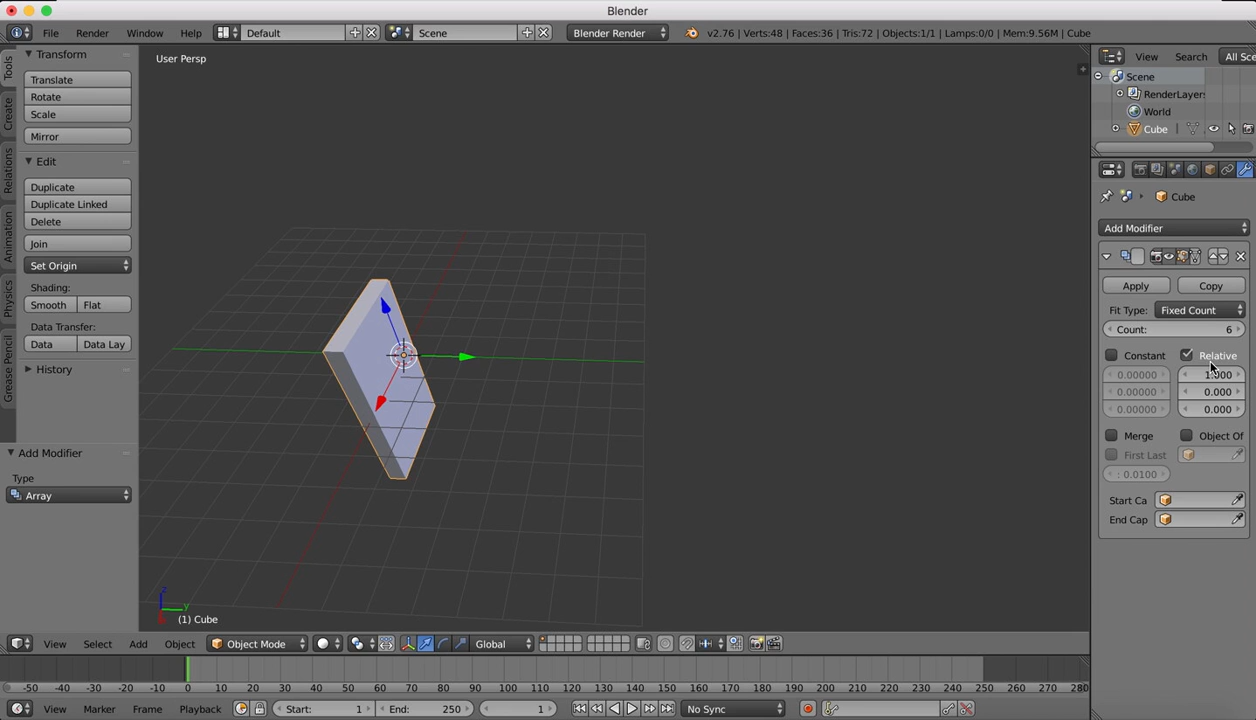 Blender
File Render Window Help Default Scene Blender Render v2.76 | Verts:48 | Faces:36 | Tris:72 | Objects:1/1 | Lamps:0/0 | Mem:9.56M | Cube
Tools
Create
Relations
Animation
Physics
Grease Pencil
Transform
Translate
Rotate
Scale
Mirror
Edit
Duplicate
Duplicate Linked
Delete
Join
Set Origin
Shading:
Smooth Flat
Data Transfer:
Data Data Lay
History
Add Modifier
Type
Array
User Persp
z
y
(1) Cube
View Select Add Object Object Mode Global
-50 -40 -30 -20 -10 0 10 20 30 40 50 60 70 80 90 100 110 120 130 140 150 160 170 180 190 200 210 220 230 240 250 260 270 280
View Marker Frame Playback Start: 1 End: 250 1 No Sync
View Search All Sce
Scene
RenderLayers
World
Cube
Cube
Add Modifier
Apply Copy
Fit Type: Fixed Count
Count: 6
Constant Relative
0.00000 1.000
0.00000 0.000
0.00000 0.000
Merge Object Of
First Last
: 0.0100
Start Ca
End Cap